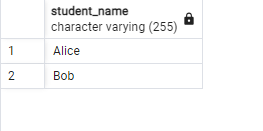 student_name
character varying (255)
1 Alice
2 Bob